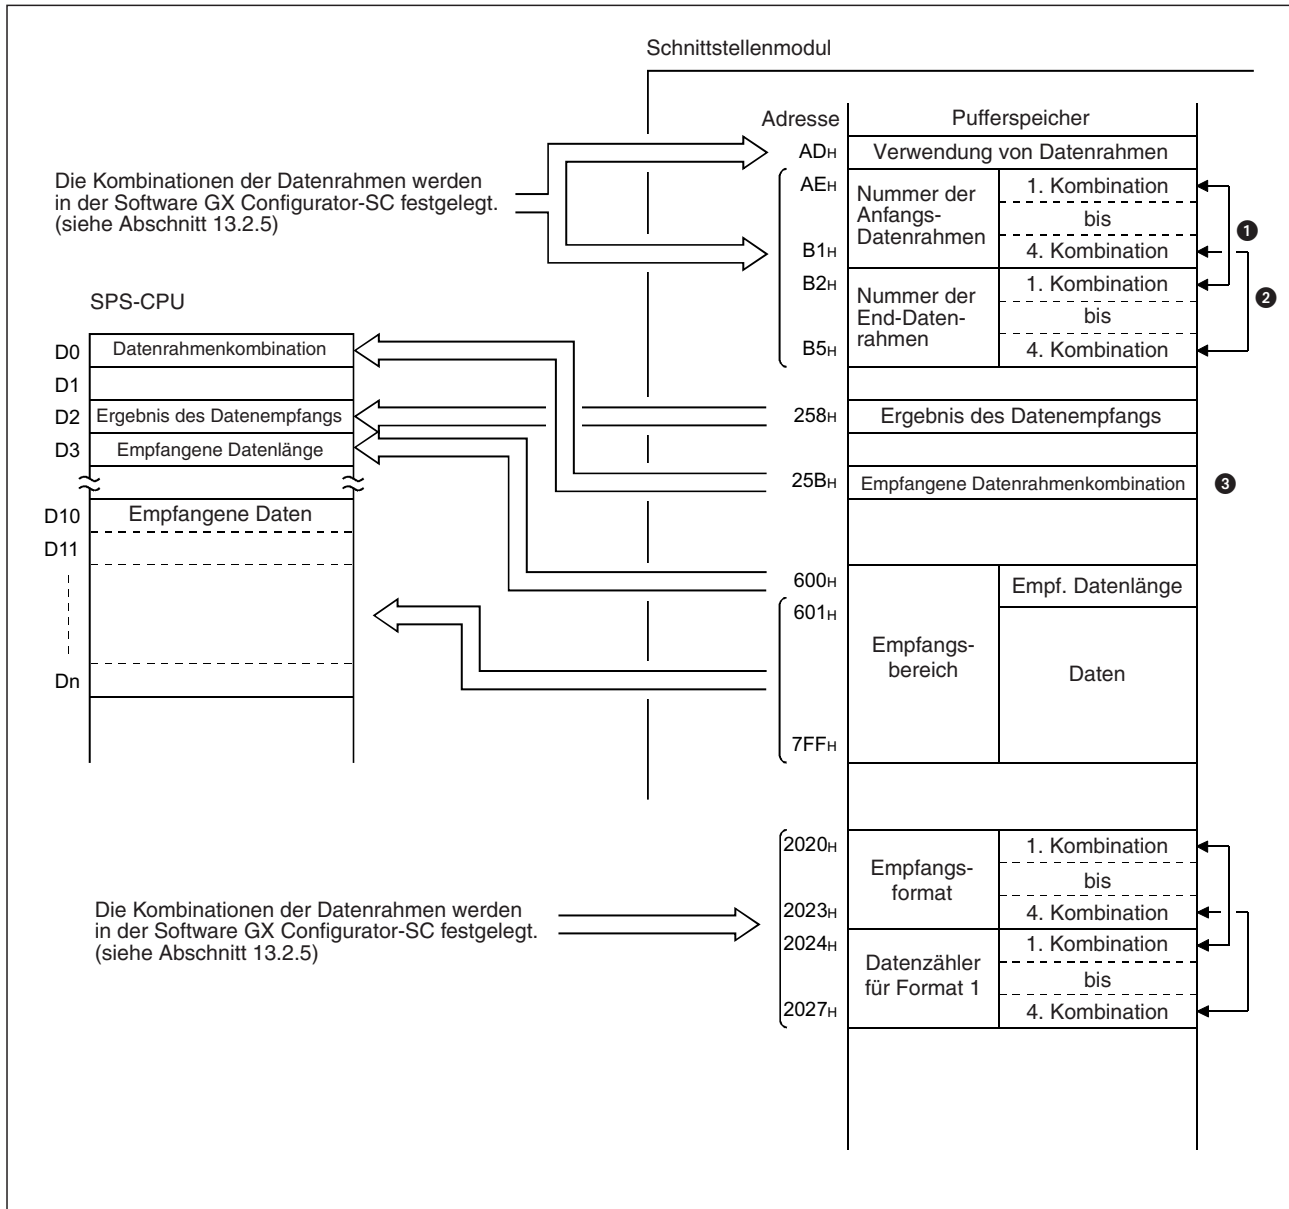 Schnittstellenmodul
Adresse
Pufferspeicher
ADH
Verwendung von Datenrahmen
Die Kombinationen der Datenrahmen werden
in der Software GX Configurator-SC festgelegt.
(siehe Abschnitt 13.2.5)
AEH
Nummer der
Anfangs-
Datenrahmen
1. Kombination
bis
B1H
4. Kombination
1
B2H
Nummer der
End-Daten-
rahmen
1. Kombination
2
bis
B5H
4. Kombination
SPS-CPU
D0
Datenrahmenkombination
D1
D2
Ergebnis des Datenempfangs
258H
Ergebnis des Datenempfangs
D3
Empfangene Datenlänge
25BH
Empfangene Datenrahmenkombination
3
D10
Empfangene Daten
D11
Dn
600H
Empf. Datenlänge
601H
Empfangs-
bereich
Daten
7FFH
Die Kombinationen der Datenrahmen werden
in der Software GX Configurator-SC festgelegt.
(siehe Abschnitt 13.2.5)
2020H
Empfangs-
format
1. Kombination
bis
2023H
4. Kombination
2024H
Datenzähler
für Format 1
1. Kombination
bis
2027H
4. Kombination